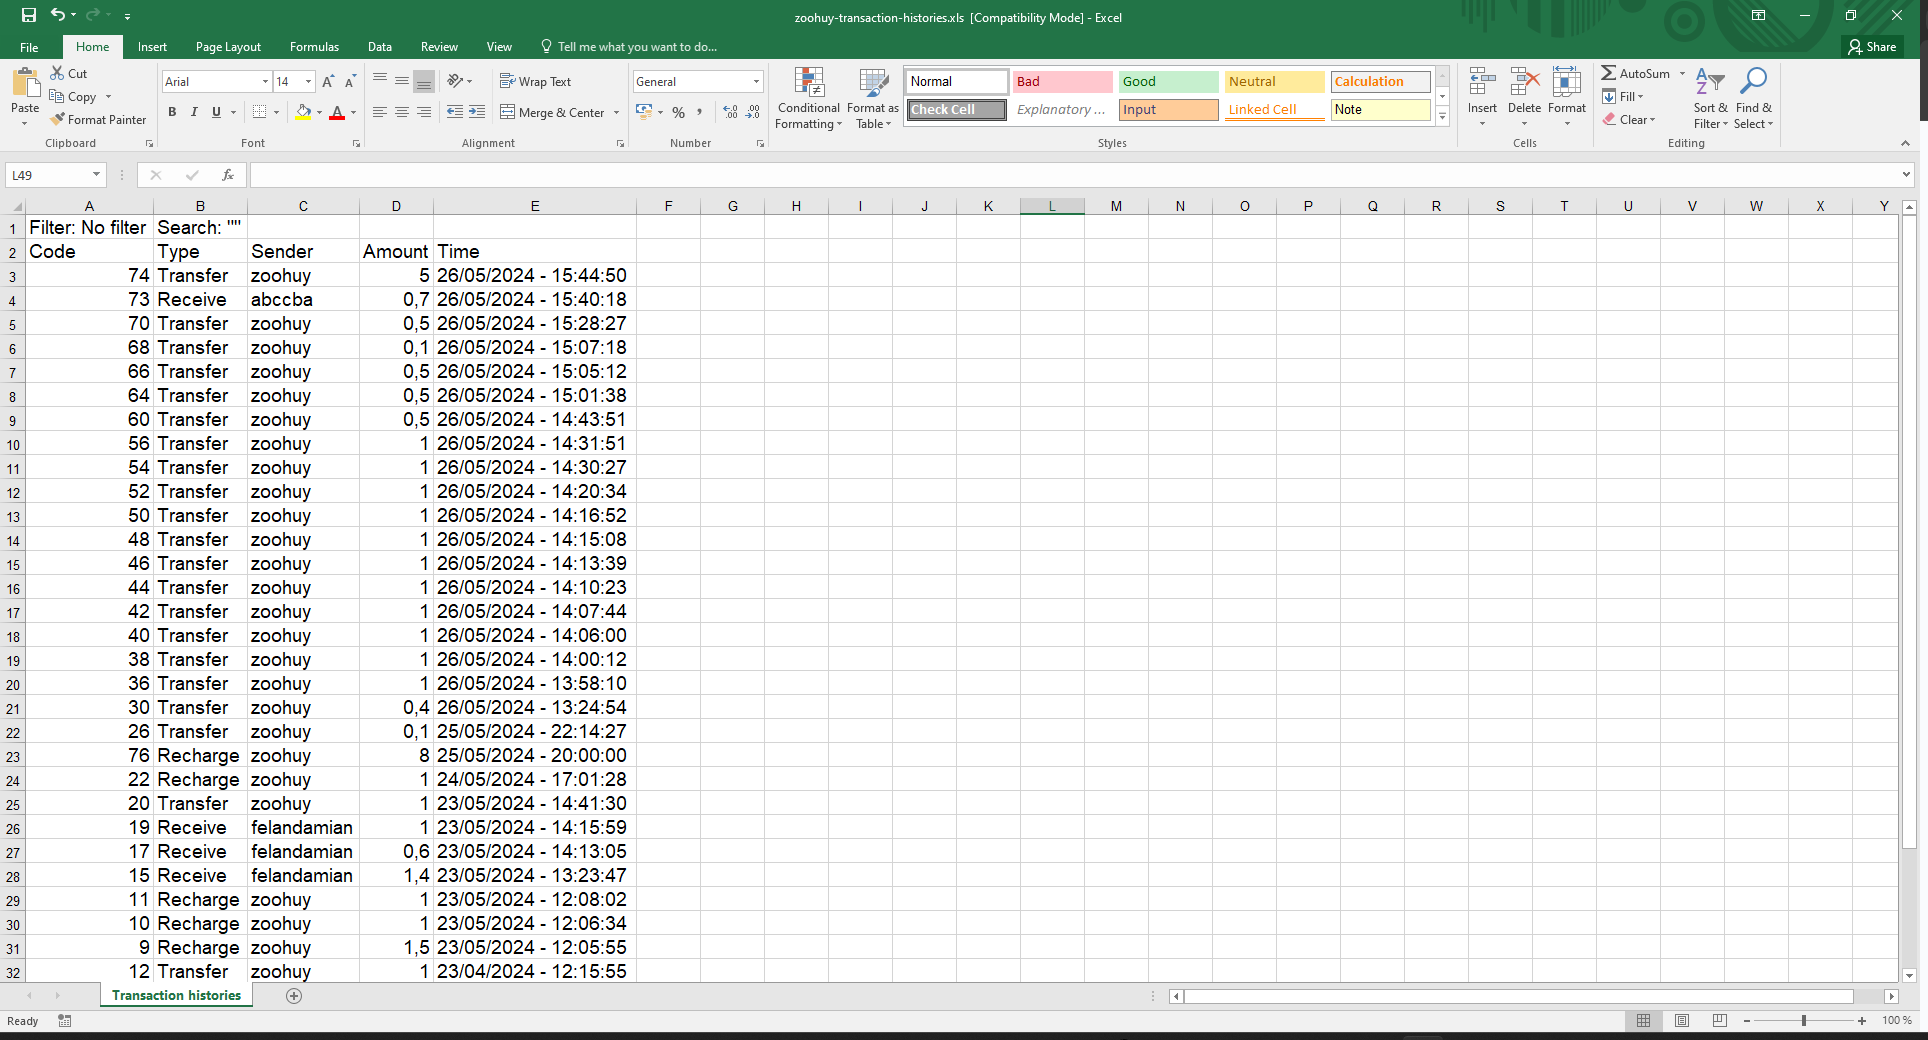 zoohuy-transaction-histories.xls [Compatibility Mode] - Excel
File Home Insert Page Layout Formulas Data Review View Tell me what you want to do... Share
Cut
Copy
Format Painter
Paste
Clipboard
Arial 14 A A
B I U A
Font
Wrap Text
Merge & Center
Alignment
General
% , .00
Number
Conditional Formatting
Format as Table
Normal Bad Good Neutral Calculation
Check Cell Explanatory ... Input Linked Cell Note
Styles
Insert Delete Format
Cells
AutoSum
Fill
Clear
Sort & Filter
Find & Select
Editing
L49 fx
A B C D E F G H I J K L M N O P Q R S T U V W X Y
1 Filter: No filter Search: ""
2 Code Type Sender Amount Time
3 74 Transfer zoohuy 5 26/05/2024 - 15:44:50
4 73 Receive abccba 0,7 26/05/2024 - 15:40:18
5 70 Transfer zoohuy 0,5 26/05/2024 - 15:28:27
6 68 Transfer zoohuy 0,1 26/05/2024 - 15:07:18
7 66 Transfer zoohuy 0,5 26/05/2024 - 15:05:12
8 64 Transfer zoohuy 0,5 26/05/2024 - 15:01:38
9 60 Transfer zoohuy 0,5 26/05/2024 - 14:43:51
10 56 Transfer zoohuy 1 26/05/2024 - 14:31:51
11 54 Transfer zoohuy 1 26/05/2024 - 14:30:27
12 52 Transfer zoohuy 1 26/05/2024 - 14:20:34
13 50 Transfer zoohuy 1 26/05/2024 - 14:16:52
14 48 Transfer zoohuy 1 26/05/2024 - 14:15:08
15 46 Transfer zoohuy 1 26/05/2024 - 14:13:39
16 44 Transfer zoohuy 1 26/05/2024 - 14:10:23
17 42 Transfer zoohuy 1 26/05/2024 - 14:07:44
18 40 Transfer zoohuy 1 26/05/2024 - 14:06:00
19 38 Transfer zoohuy 1 26/05/2024 - 14:00:12
20 36 Transfer zoohuy 1 26/05/2024 - 13:58:10
21 30 Transfer zoohuy 0,4 26/05/2024 - 13:24:54
22 26 Transfer zoohuy 0,1 25/05/2024 - 22:14:27
23 76 Recharge zoohuy 8 25/05/2024 - 20:00:00
24 22 Recharge zoohuy 1 24/05/2024 - 17:01:28
25 20 Transfer zoohuy 1 23/05/2024 - 14:41:30
26 19 Receive felandamian 1 23/05/2024 - 14:15:59
27 17 Receive felandamian 0,6 23/05/2024 - 14:13:05
28 15 Receive felandamian 1,4 23/05/2024 - 13:23:47
29 11 Recharge zoohuy 1 23/05/2024 - 12:08:02
30 10 Recharge zoohuy 1 23/05/2024 - 12:06:34
31 9 Recharge zoohuy 1,5 23/05/2024 - 12:05:55
32 12 Transfer zoohuy 1 23/04/2024 - 12:15:55
Transaction histories
Ready 100 %